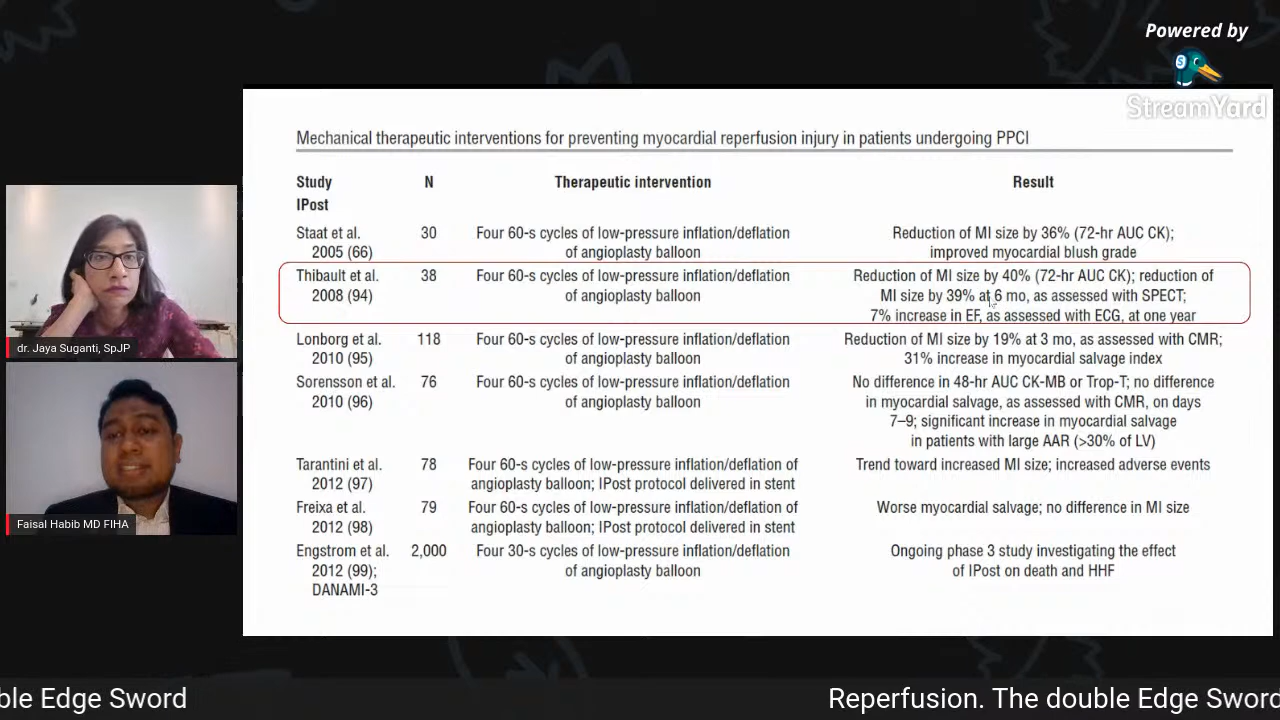 Powered by
S
StreamYard
Mechanical therapeutic interventions for preventing myocardial reperfusion injury in patients undergoing PPCI
Study N Therapeutic intervention Result
IPost
Staat et al. 30 Four 60-s cycles of low-pressure inflation/deflation Reduction of MI size by 36% (72-hr AUC CK);
2005 (66) of angioplasty balloon improved myocardial blush grade
Thibault et al. 38 Four 60-s cycles of low-pressure inflation/deflation Reduction of MI size by 40% (72-hr AUC CK); reduction of
2008 (94) of angioplasty balloon MI size by 39% at 6 mo, as assessed with SPECT;
7% increase in EF, as assessed with ECG, at one year
Lonborg et al. 118 Four 60-s cycles of low-pressure inflation/deflation Reduction of MI size by 19% at 3 mo, as assessed with CMR;
2010 (95) of angioplasty balloon 31% increase in myocardial salvage index
Sorensson et al. 76 Four 60-s cycles of low-pressure inflation/deflation No difference in 48-hr AUC CK-MB or Trop-T; no difference
2010 (96) of angioplasty balloon in myocardial salvage, as assessed with CMR, on days
7–9; significant increase in myocardial salvage
in patients with large AAR (>30% of LV)
Tarantini et al. 78 Four 60-s cycles of low-pressure inflation/deflation of Trend toward increased MI size; increased adverse events
2012 (97) angioplasty balloon; IPost protocol delivered in stent
Freixa et al. 79 Four 60-s cycles of low-pressure inflation/deflation of Worse myocardial salvage; no difference in MI size
2012 (98) angioplasty balloon; IPost protocol delivered in stent
Engstrom et al. 2,000 Four 30-s cycles of low-pressure inflation/deflation Ongoing phase 3 study investigating the effect
2012 (99); of angioplasty balloon of IPost on death and HHF
DANAMI-3
dr. Jaya Suganti, SpJP
Faisal Habib MD FIHA
ble Edge Sword Reperfusion. The double Edge Sword